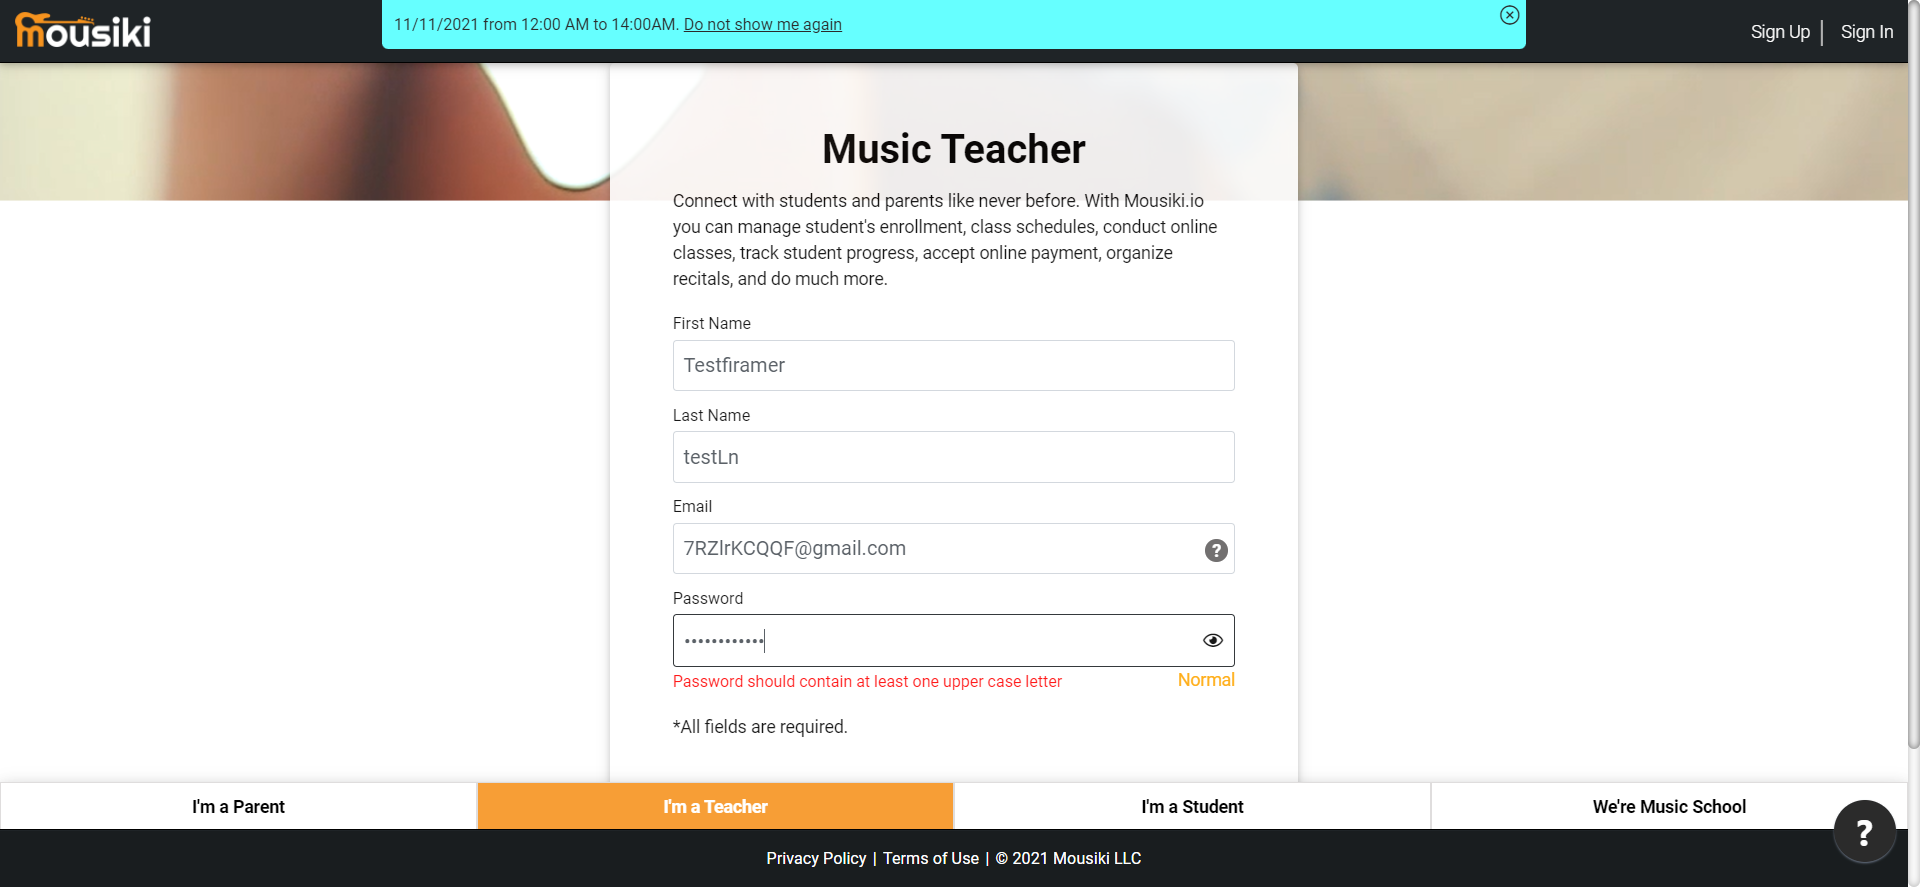 mousiki
11/11/2021 from 12:00 AM to 14:00AM. Do not show me again
Sign Up | Sign In
Music Teacher
Connect with students and parents like never before. With Mousiki.io
you can manage student's enrollment, class schedules, conduct online
classes, track student progress, accept online payment, organize
recitals, and do much more.
First Name
Testfiramer
Last Name
testLn
Email
7RZlrKCQQF@gmail.com
?
Password
••••••••••••
Password should contain at least one upper case letter
Normal
*All fields are required.
I'm a Parent
I'm a Teacher
I'm a Student
We're Music School
?
Privacy Policy | Terms of Use | © 2021 Mousiki LLC